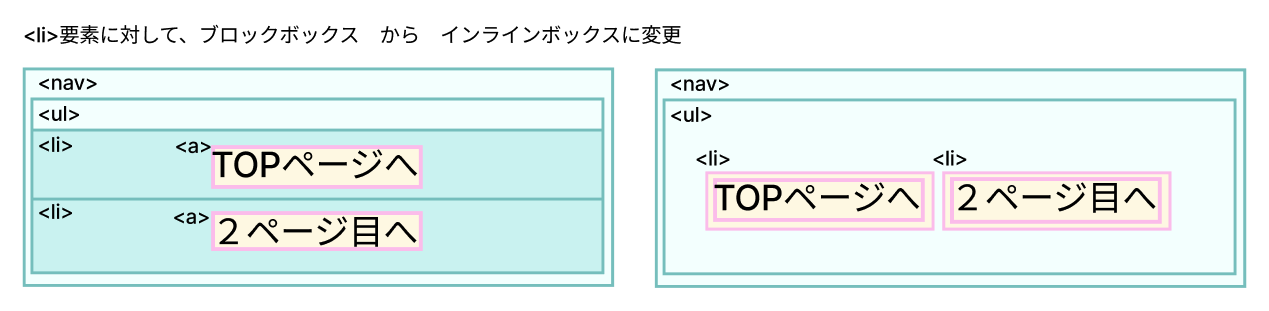 <li>要素に対して、ブロックボックス　から　インラインボックスに変更
<nav>
<ul>
<li>
<a>
TOPページへ
<li>
<a>
２ページ目へ
<nav>
<ul>
<li>
TOPページへ
<li>
２ページ目へ